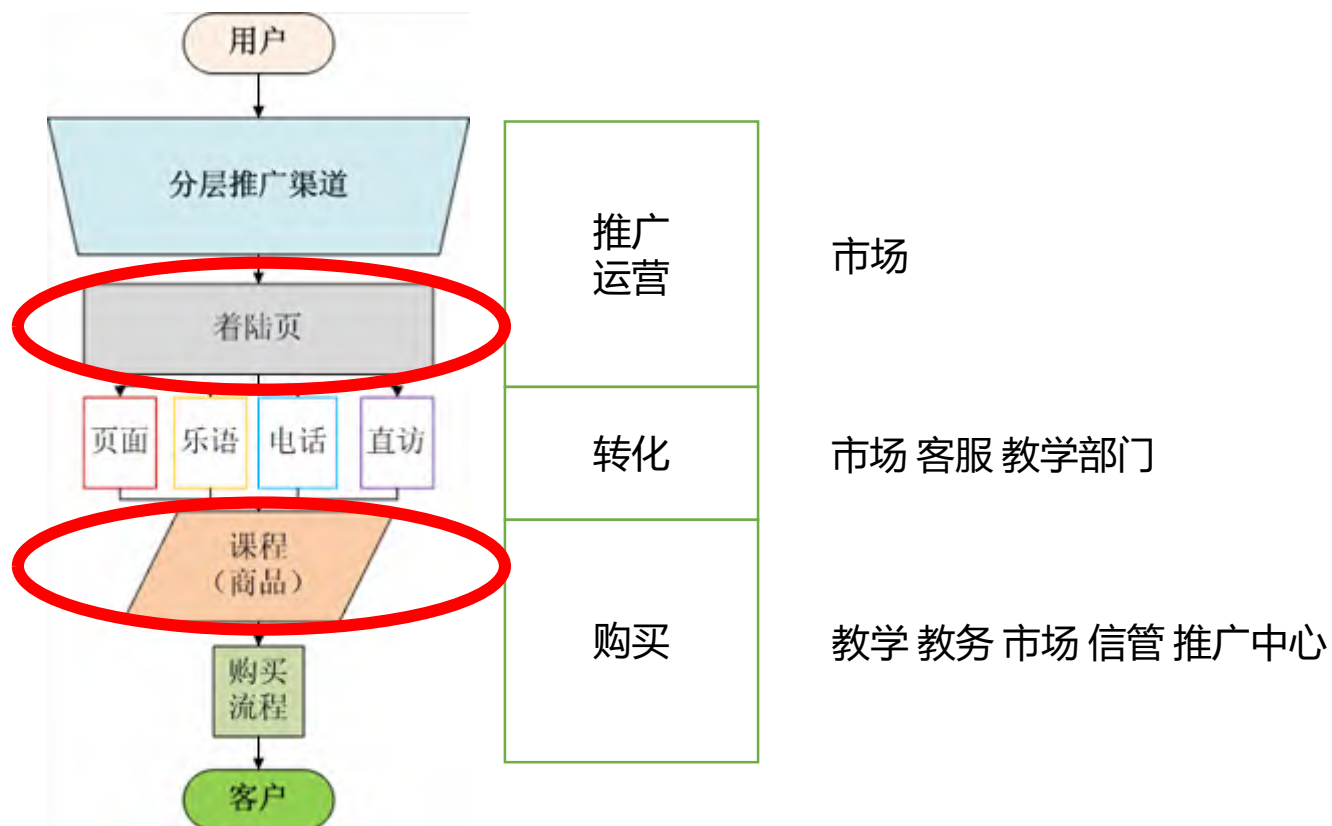 用户
分层推广渠道
着陆页
页面 乐语 电话 直访
课程
（商品）
购买
流程
客户
推广
运营
市场
转化
市场 客服 教学部门
购买
教学 教务 市场 信管 推广中心